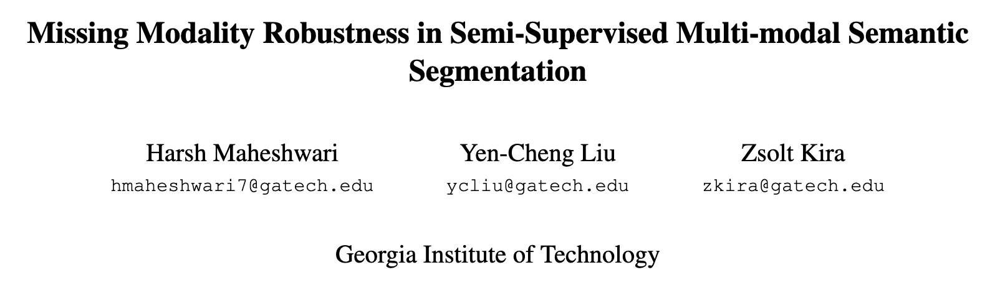 Missing Modality Robustness in Semi-Supervised Multi-modal Semantic
Segmentation
Harsh Maheshwari Yen-Cheng Liu Zsolt Kira
hmaheshwari7@gatech.edu ycliu@gatech.edu zkira@gatech.edu
Georgia Institute of Technology